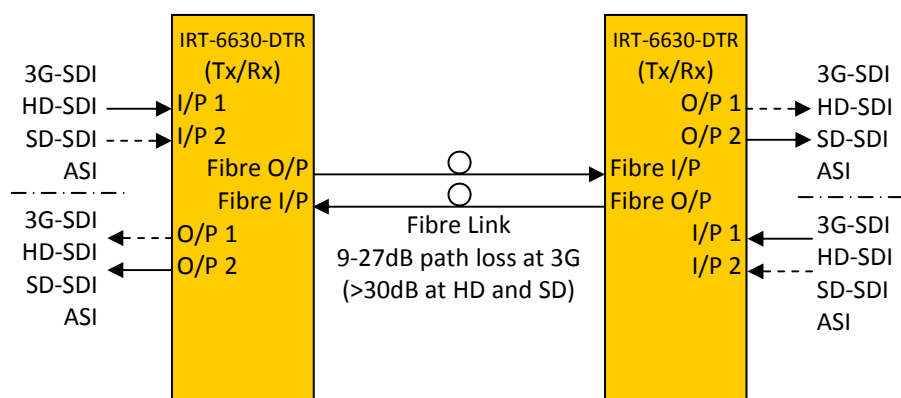 IRT-6630-DTR
(Tx/Rx)
3G-SDI
HD-SDI
SD-SDI
ASI
I/P 1
I/P 2
Fibre O/P
Fibre I/P
3G-SDI
HD-SDI
SD-SDI
ASI
O/P 1
O/P 2
Fibre Link
9-27dB path loss at 3G
(>30dB at HD and SD)
IRT-6630-DTR
(Tx/Rx)
O/P 1
O/P 2
Fibre I/P
Fibre O/P
I/P 1
I/P 2
3G-SDI
HD-SDI
SD-SDI
ASI
3G-SDI
HD-SDI
SD-SDI
ASI